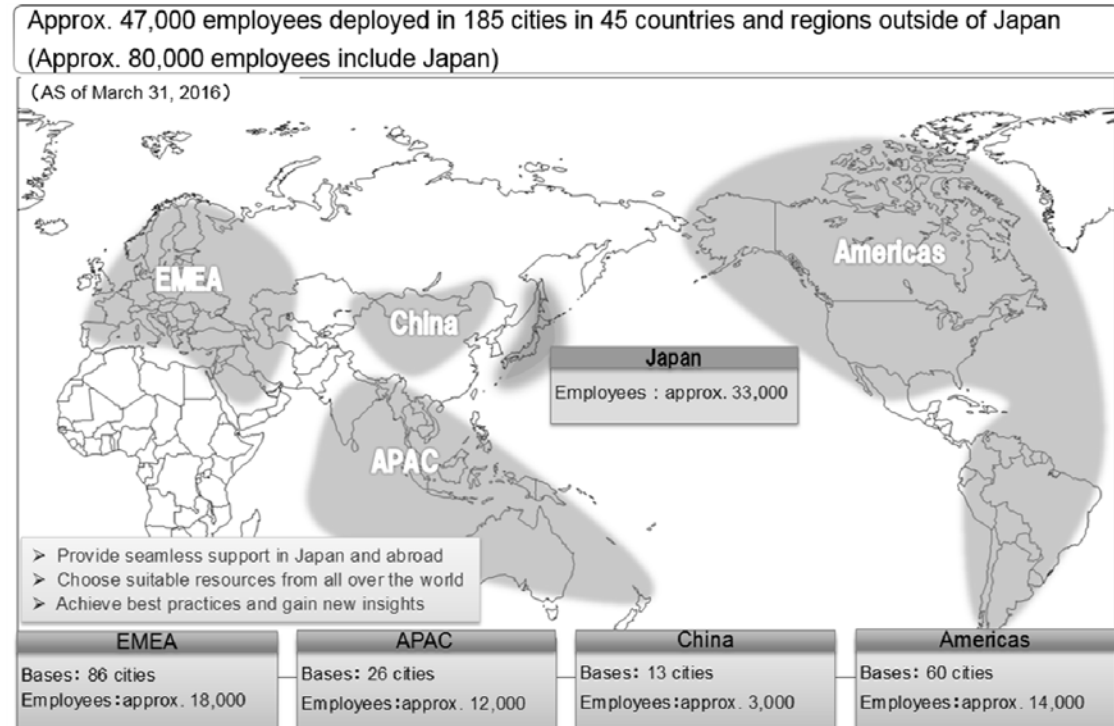 Approx. 47,000 employees deployed in 185 cities in 45 countries and regions outside of Japan
(Approx. 80,000 employees include Japan)
(AS of March 31, 2016)
EMEA
China
Americas
Japan
Employees : approx. 33,000
APAC
➢ Provide seamless support in Japan and abroad
➢ Choose suitable resources from all over the world
➢ Achieve best practices and gain new insights
EMEA
Bases: 86 cities
Employees:approx. 18,000
APAC
Bases: 26 cities
Employees:approx. 12,000
China
Bases: 13 cities
Employees:approx. 3,000
Americas
Bases: 60 cities
Employees:approx. 14,000